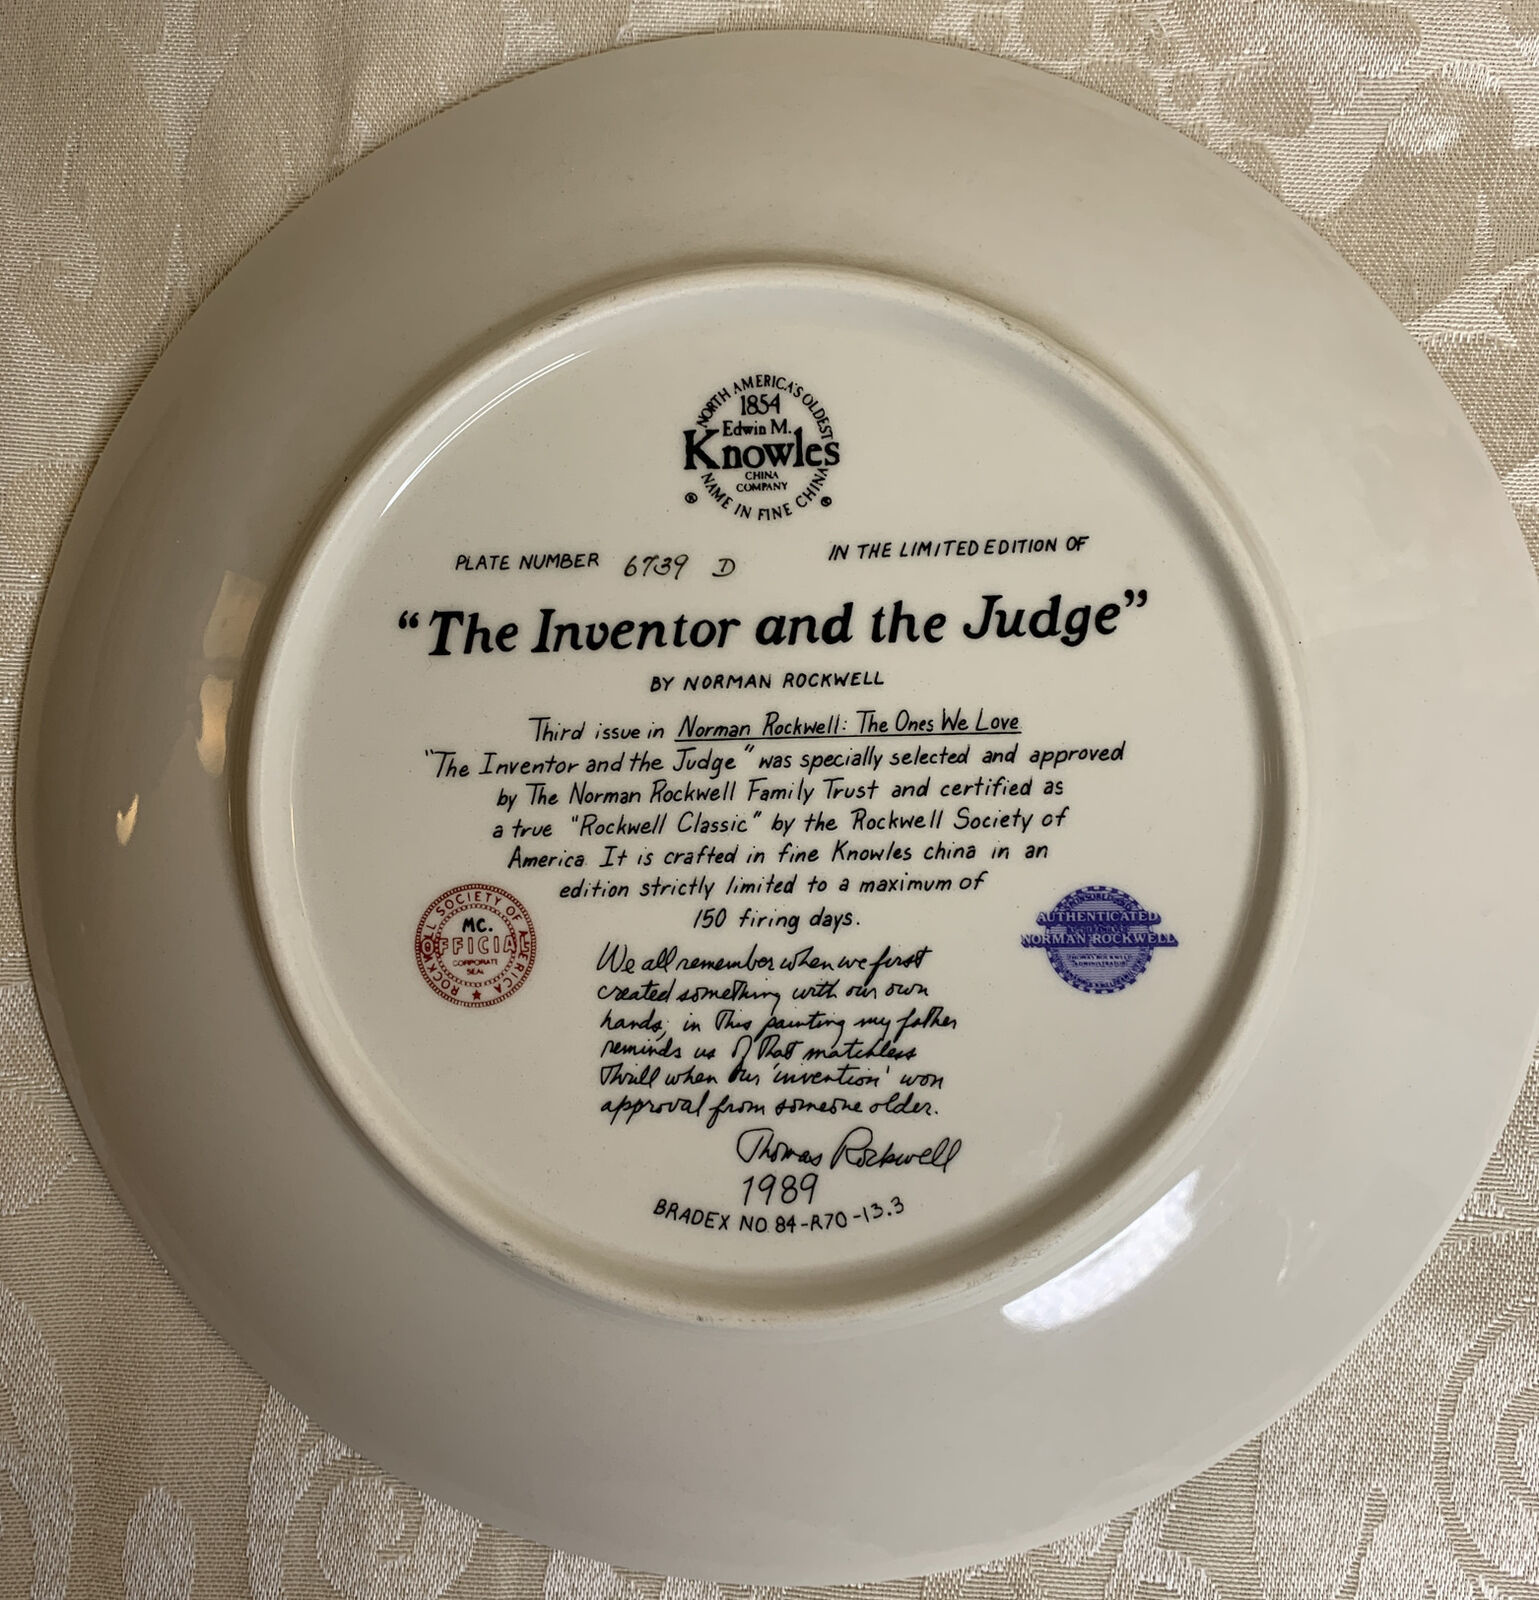 NORTH AMERICA'S OLDEST
1854
Edwin M.
Knowles
CHINA
COMPANY
® NAME IN FINE CHINA ®
PLATE NUMBER 6739 D IN THE LIMITED EDITION OF
"The Inventor and the Judge"
BY NORMAN ROCKWELL
Third issue in Norman Rockwell: The Ones We Love
"The Inventor and the Judge" was specially selected and approved
by The Norman Rockwell Family Trust and certified as
a true "Rockwell Classic" by the Rockwell Society of
America. It is crafted in fine Knowles china in an
edition strictly limited to a maximum of
150 firing days.
ROCKWELL SOCIETY OF AMERICA
MC.
OFFICIAL
CORPORATE
SEAL
AUTHENTICATED
NORMAN ROCKWELL
THOMAS ROCKWELL
ADMINISTRATOR
We all remember when we first
created something with our own
hands; in this painting my father
reminds us of that matchless
thrill when our 'invention' won
approval from someone older.
Thomas Rockwell
1989
BRADEX NO 84-R70-13.3